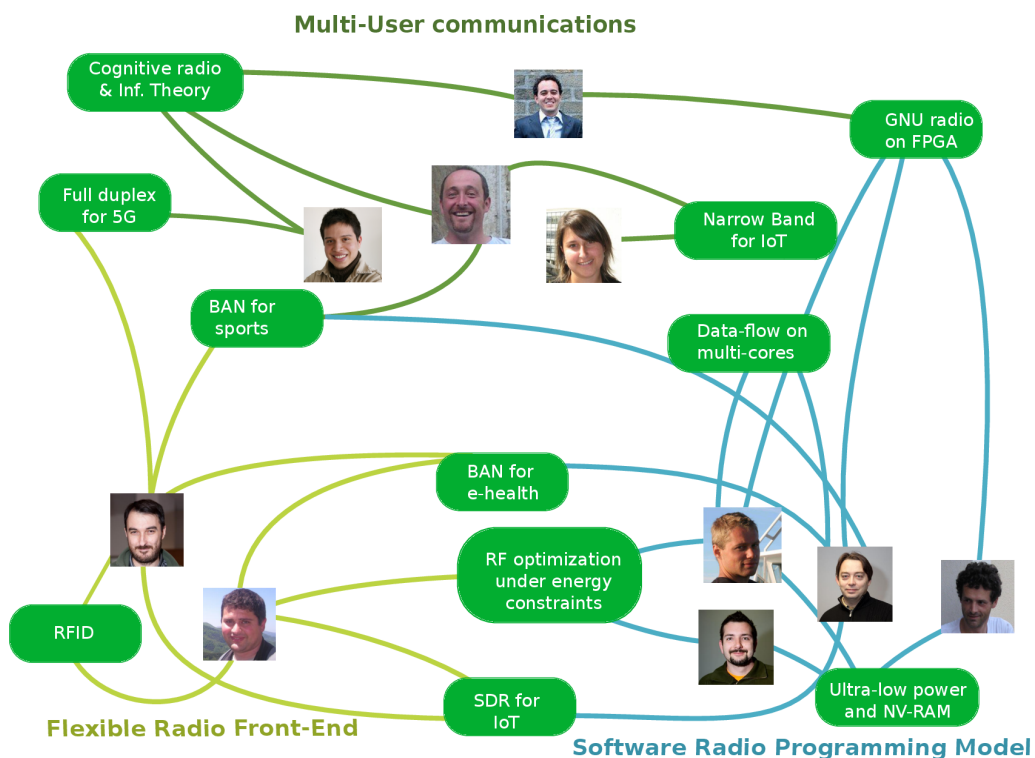 Multi-User communications
Cognitive radio
& Inf. Theory
GNU radio
on FPGA
Full duplex
for 5G
Narrow Band
for IoT
BAN for
sports
Data-flow on
multi-cores
BAN for
e-health
RF optimization
under energy
constraints
RFID
SDR for
IoT
Ultra-low power
and NV-RAM
Flexible Radio Front-End
Software Radio Programming Model